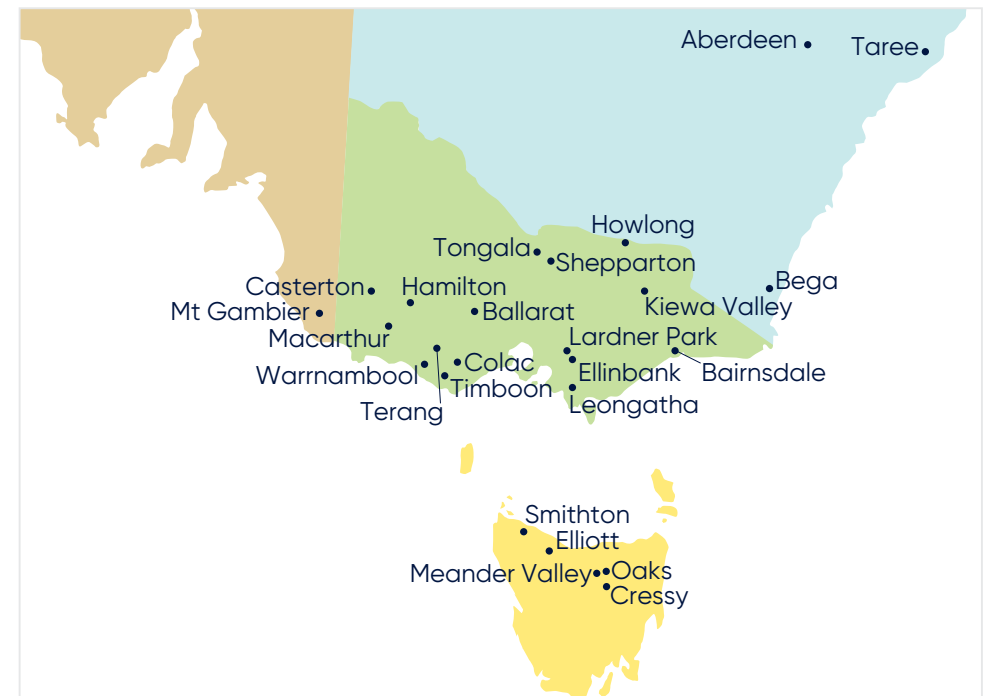 Aberdeen
Taree
Howlong
Tongala
Shepparton
Bega
Casterton
Hamilton
Mt Gambier
Ballarat
Kiewa Valley
Macarthur
Lardner Park
Colac
Warrnambool
Ellinbank
Bairnsdale
Timboon
Terang
Leongatha
Smithton
Elliott
Meander Valley
Oaks
Cressy